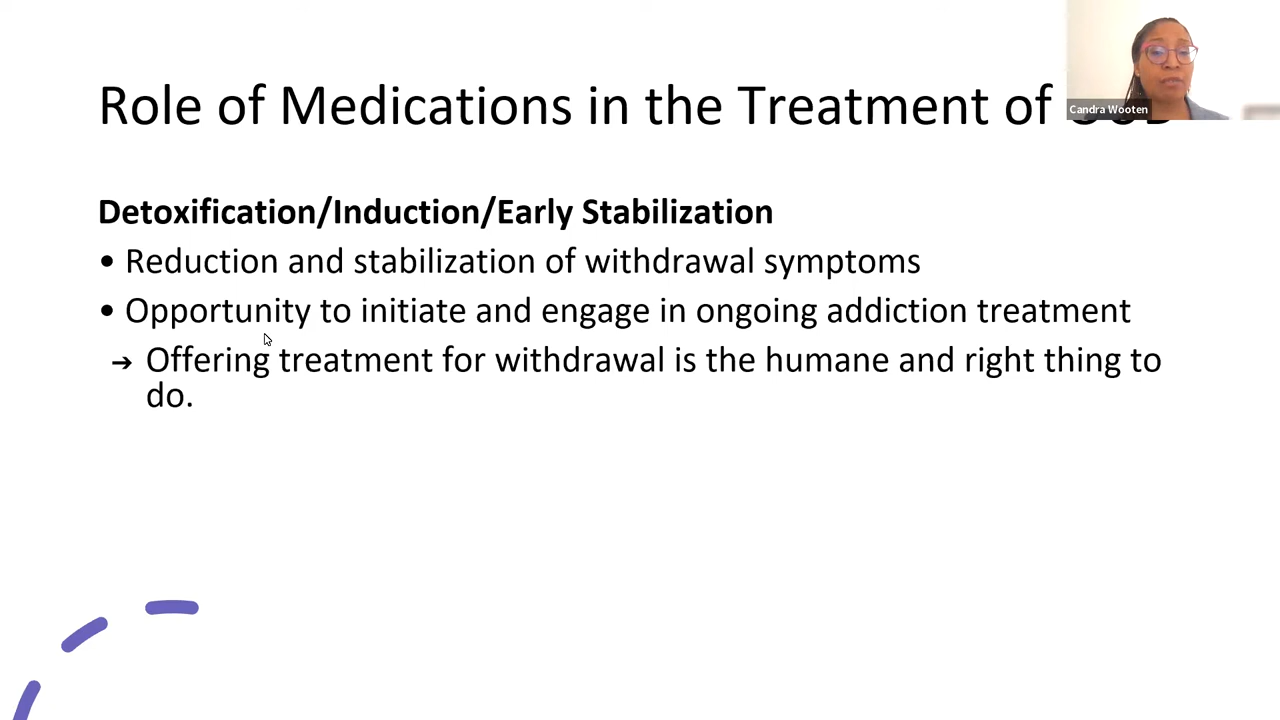 Role of Medications in the Treatment of
Candra Wooten
Detoxification/Induction/Early Stabilization
• Reduction and stabilization of withdrawal symptoms
• Opportunity to initiate and engage in ongoing addiction treatment
→ Offering treatment for withdrawal is the humane and right thing to
do.